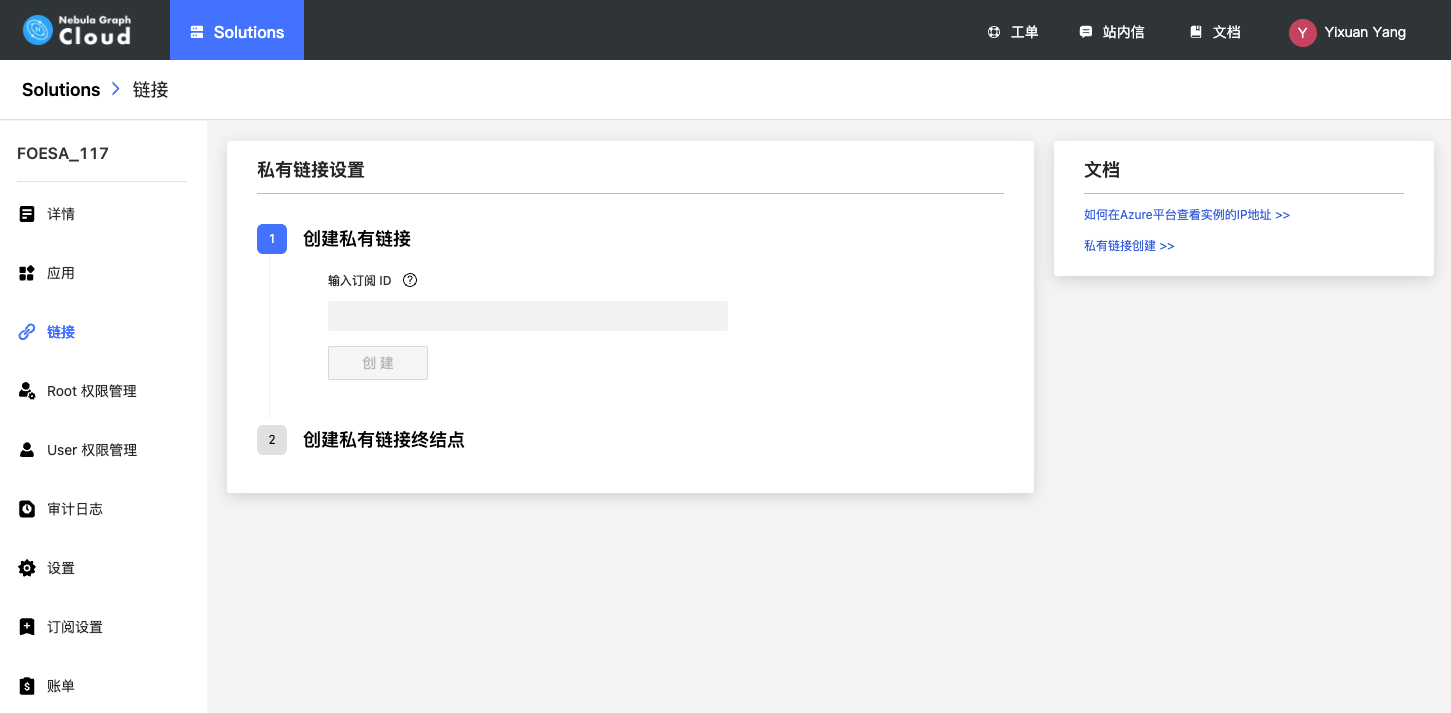 Nebula Graph
Cloud
Solutions
工单
站内信
文档
Y
Yixuan Yang
Solutions
链接
FOESA_117
详情
应用
链接
Root 权限管理
User 权限管理
审计日志
设置
订阅设置
账单
私有链接设置
1 创建私有链接
输入订阅 ID
创 建
2 创建私有链接终结点
文档
如何在Azure平台查看实例的IP地址 >>
私有链接创建 >>